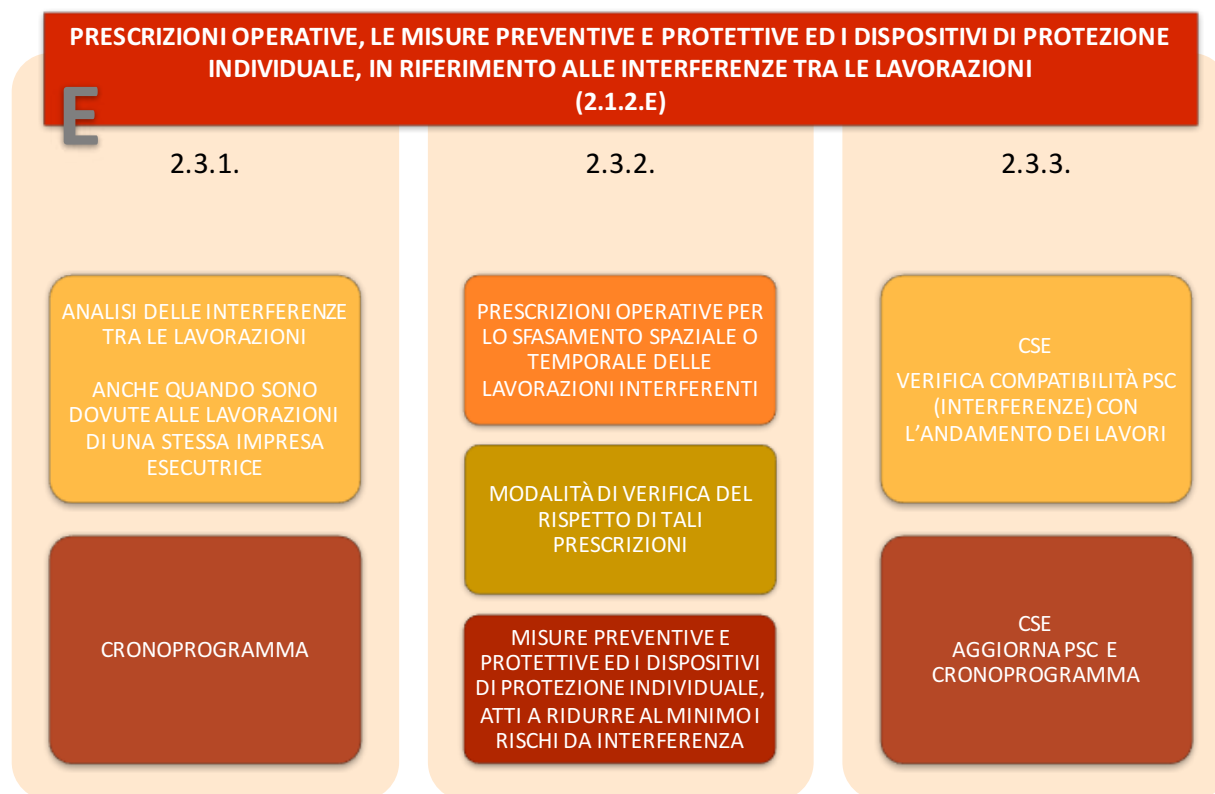 PRESCRIZIONI OPERATIVE, LE MISURE PREVENTIVE E PROTETTIVE ED I DISPOSITIVI DI PROTEZIONE
INDIVIDUALE, IN RIFERIMENTO ALLE INTERFERENZE TRA LE LAVORAZIONI
(2.1.2.E)
E
2.3.1.
ANALISI DELLE INTERFERENZE
TRA LE LAVORAZIONI
ANCHE QUANDO SONO
DOVUTE ALLE LAVORAZIONI
DI UNA STESSA IMPRESA
ESECUTRICE
CRONOPROGRAMMA
2.3.2.
PRESCRIZIONI OPERATIVE PER
LO SFASAMENTO SPAZIALE O
TEMPORALE DELLE
LAVORAZIONI INTERFERENTI
MODALITÀ DI VERIFICA DEL
RISPETTO DI TALI
PRESCRIZIONI
MISURE PREVENTIVE E
PROTETTIVE ED I DISPOSITIVI
DI PROTEZIONE INDIVIDUALE,
ATTI A RIDURRE AL MINIMO I
RISCHI DA INTERFERENZA
2.3.3.
CSE
VERIFICA COMPATIBILITÀ PSC
(INTERFERENZE) CON
L'ANDAMENTO DEI LAVORI
CSE
AGGIORNA PSC E
CRONOPROGRAMMA